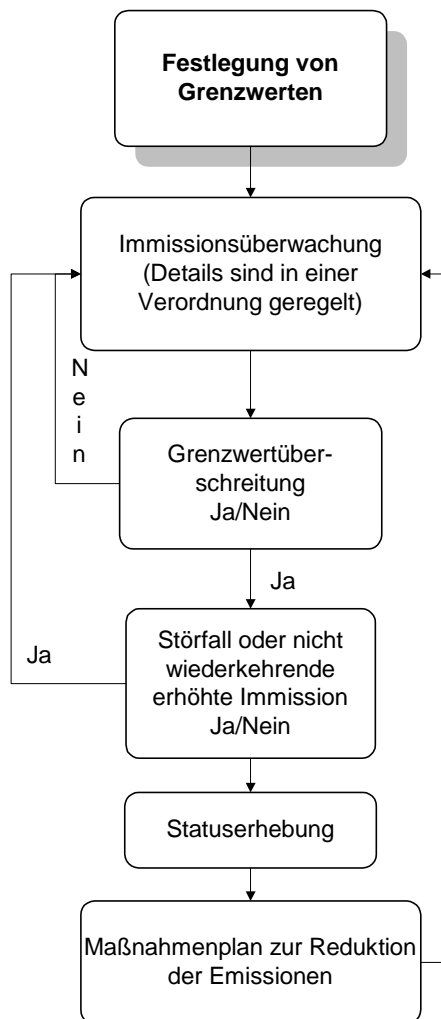 Festlegung von
Grenzwerten
Immissionsüberwachung
(Details sind in einer
Verordnung geregelt)
N
e
i
n
Grenzwertüber-
schreitung
Ja/Nein
Ja
Störfall oder nicht
wiederkehrende
erhöhte Immission
Ja/Nein
Ja
Statuserhebung
Maßnahmenplan zur Reduktion
der Emissionen